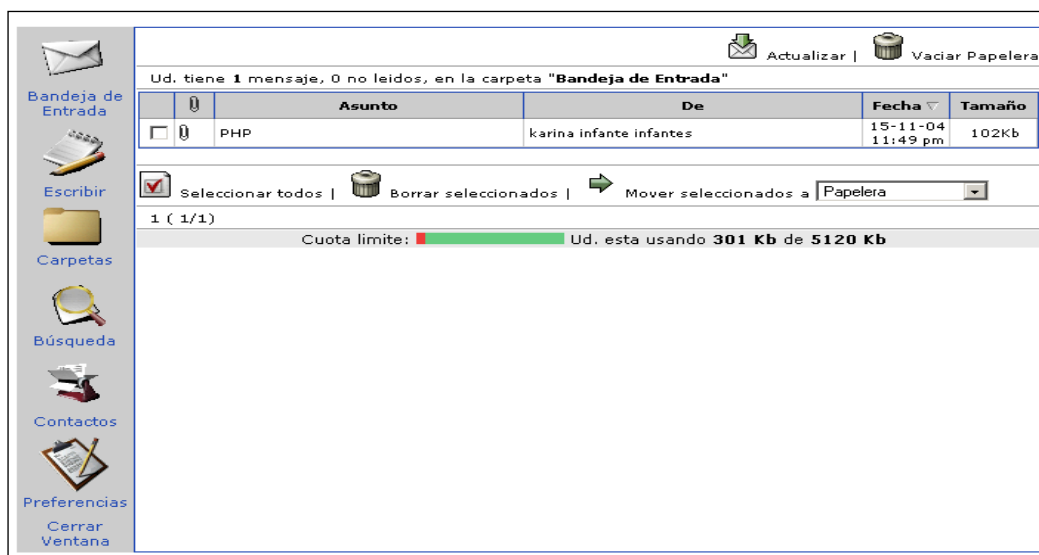 Actualizar | Vaciar Papelera
Ud. tiene 1 mensaje, 0 no leidos, en la carpeta "Bandeja de Entrada"
Asunto De Fecha Tamaño
PHP karina infante infantes 15-11-04 102Kb
11:49 pm
Seleccionar todos | Borrar seleccionados | Mover seleccionados a Papelera
1 ( 1/1)
Cuota limite: Ud. esta usando 301 Kb de 5120 Kb
Bandeja de
Entrada
Escribir
Carpetas
Búsqueda
Contactos
Preferencias
Cerrar
Ventana